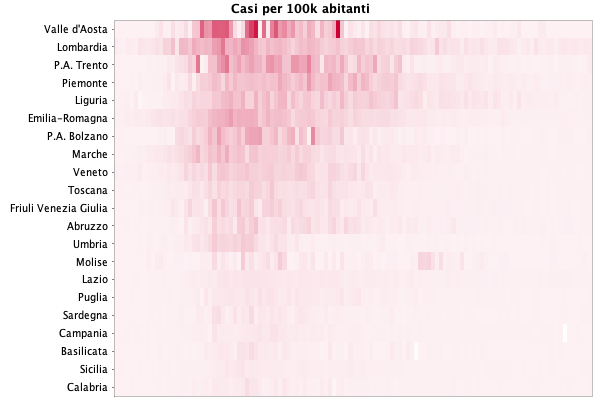 Casi per 100k abitanti
Valle d'Aosta
Lombardia
P.A. Trento
Piemonte
Liguria
Emilia-Romagna
P.A. Bolzano
Marche
Veneto
Toscana
Friuli Venezia Giulia
Abruzzo
Umbria
Molise
Lazio
Puglia
Sardegna
Campania
Basilicata
Sicilia
Calabria